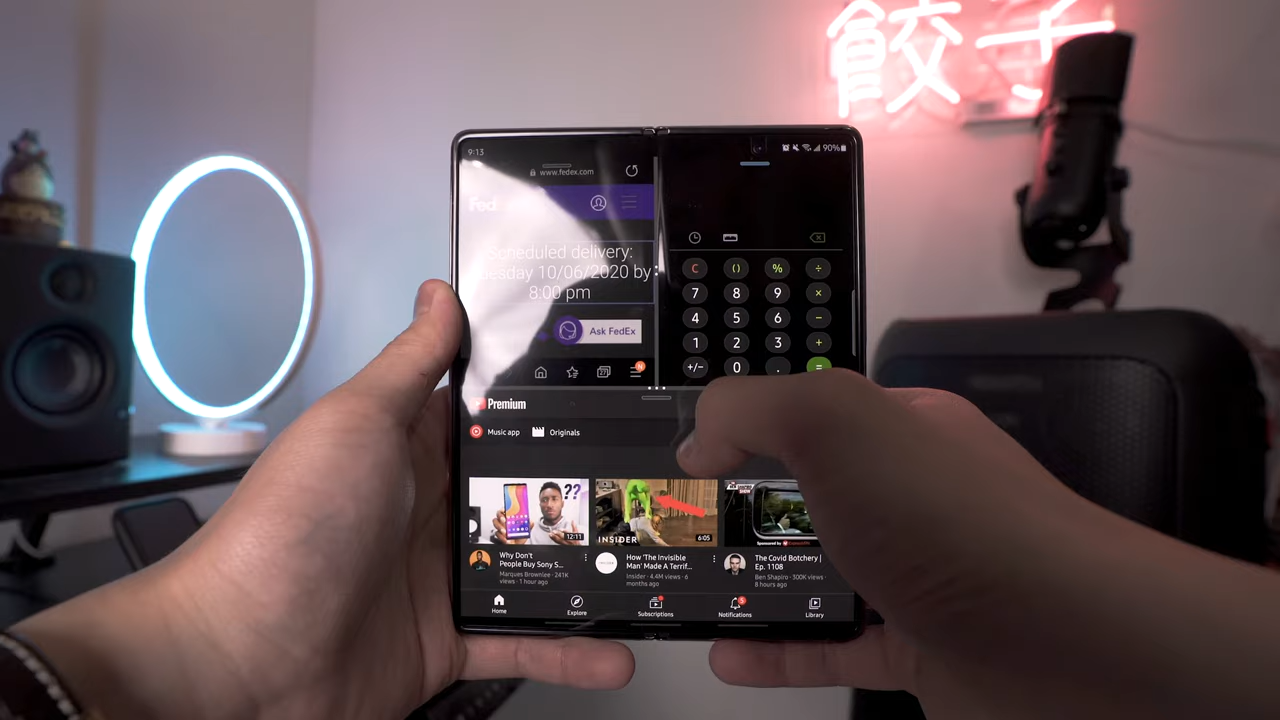 餃子
9:13
90%
www.fedex.com
Fed
Scheduled delivery:
esday 10/06/2020 by
8:00 pm
Ask FedEx
27
N
C
()
%
÷
7
8
9
×
4
5
6
−
1
2
3
+
+/−
0
.
=
Premium
Music app
Originals
??
12:11
INSIDER
6:05
Why Don't
People Buy Sony S...
Marques Brownlee · 241K
views · 1 hour ago
How 'The Invisible
Man' Made A Terrif...
Insider · 4.4M views · 6
months ago
The Covid Botchery |
Ep. 1108
Ben Shapiro · 300K views ·
8 hours ago
Home
Explore
Subscriptions
Notifications
Library